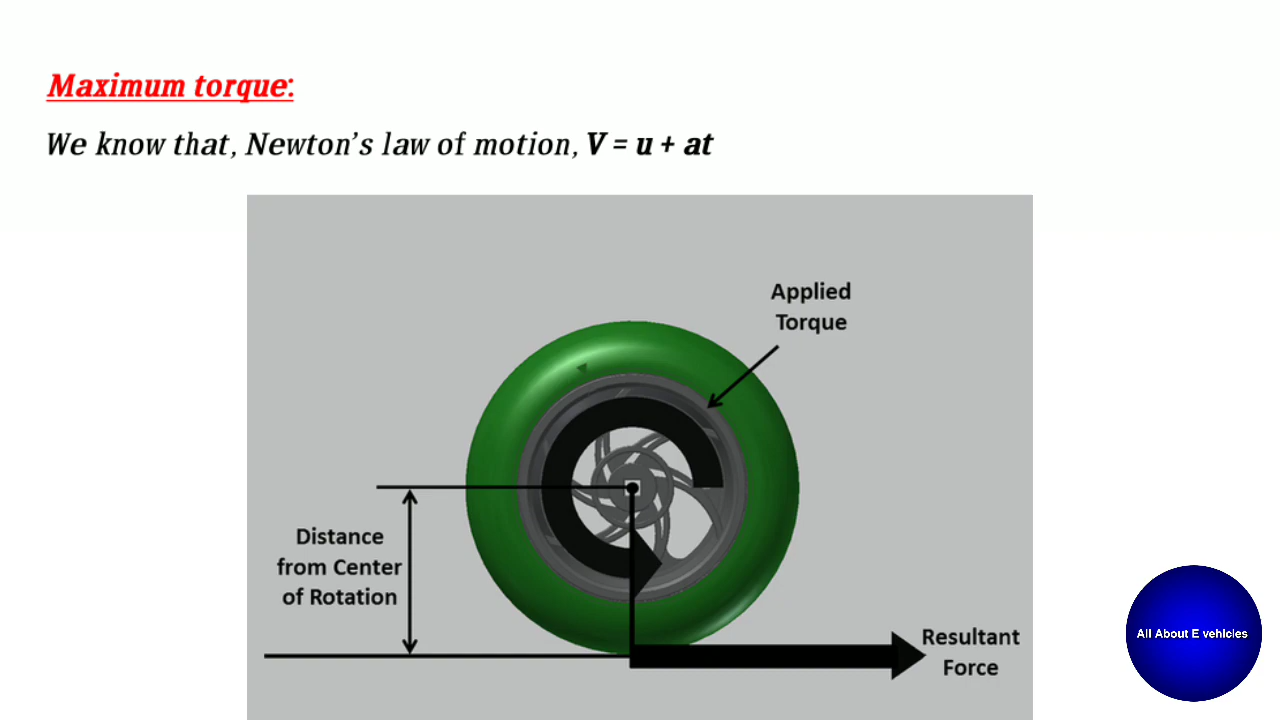 Maximum torque:
We know that, Newton's law of motion, V = u + at
Applied
Torque
Distance
from Center
of Rotation
Resultant
Force
All About E vehicles